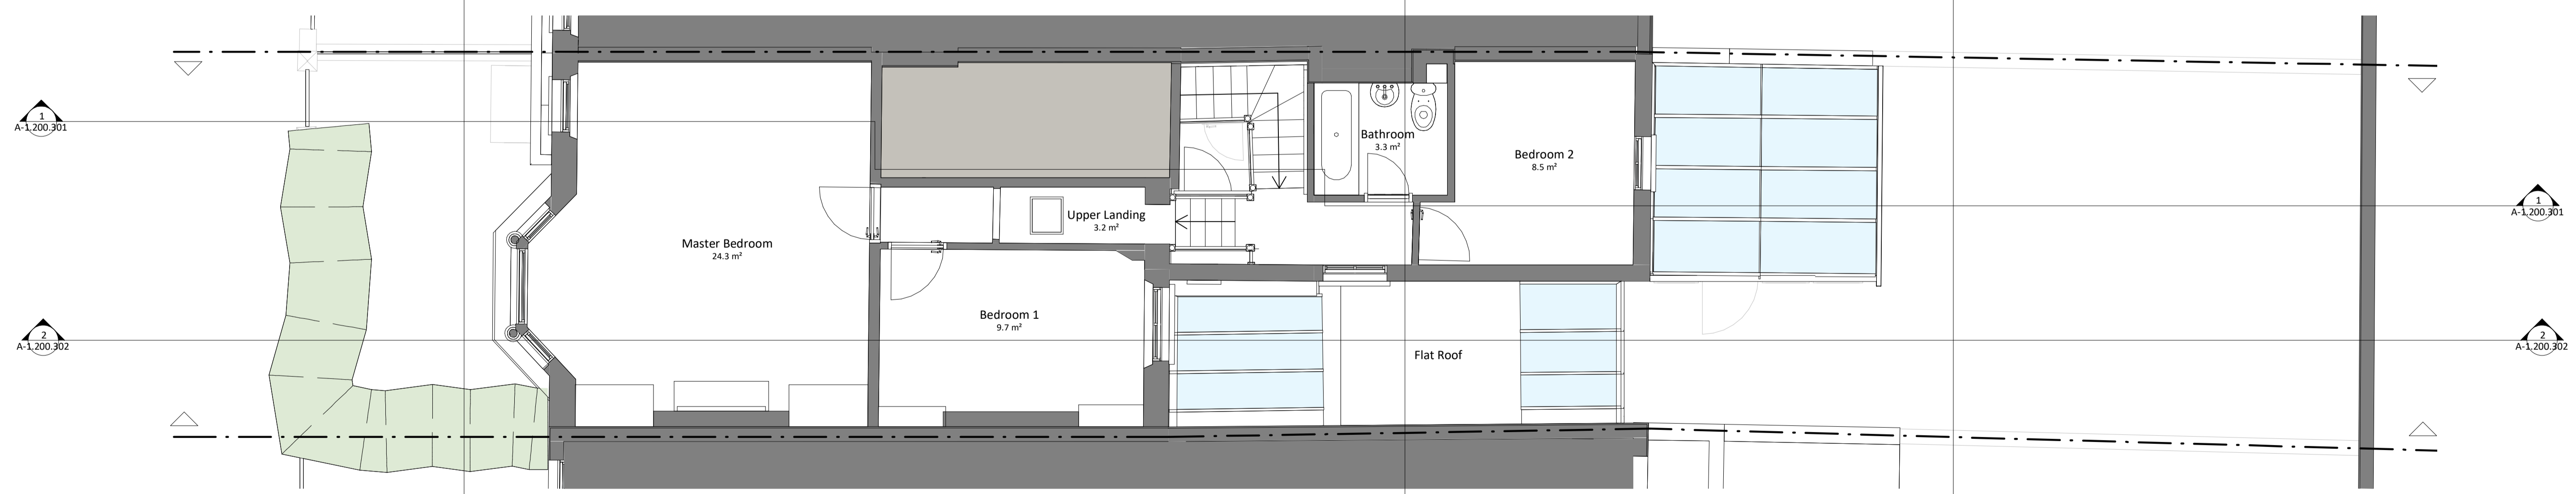 1
A-1.200.301
2
A-1.200.302
Master Bedroom
24.3 m²
Upper Landing
3.2 m²
Bedroom 1
9.7 m²
Bathroom
3.3 m²
Bedroom 2
8.5 m²
Flat Roof
1
A-1.200.301
2
A-1.200.302